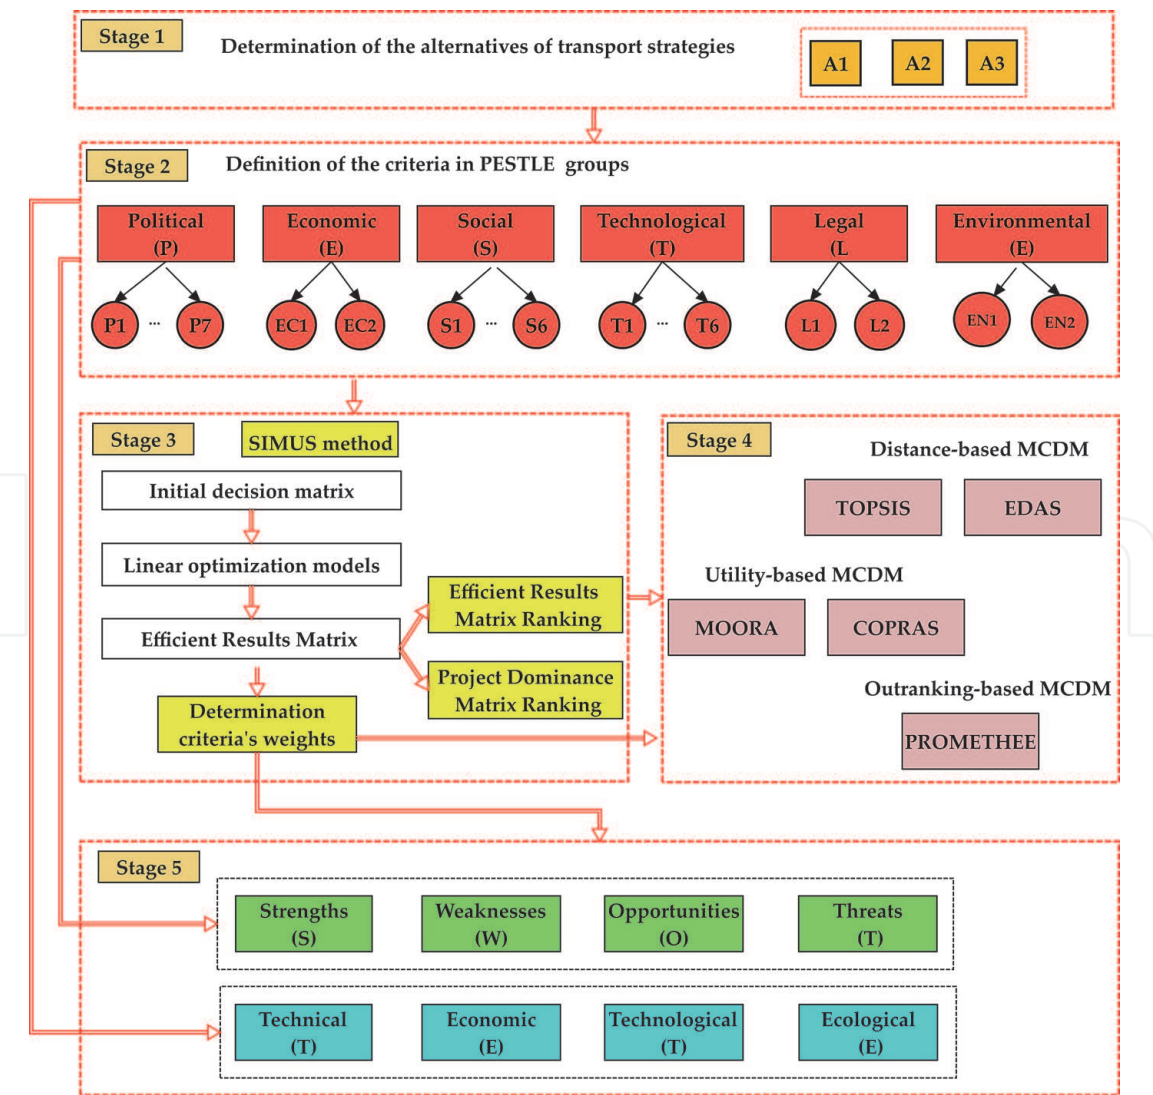 Stage 1
Determination of the alternatives of transport strategies
A1
A2
A3
Stage 2
Definition of the criteria in PESTLE groups
Political
(P)
Economic
(E)
Social
(S)
Technological
(T)
Legal
(L
Environmental
(E)
P1
...
P7
EC1
EC2
S1
...
S6
T1
...
T6
L1
L2
EN1
EN2
Stage 3
SIMUS method
Initial decision matrix
Linear optimization models
Efficient Results Matrix
Efficient Results
Matrix Ranking
Project Dominance
Matrix Ranking
Determination
criteria's weights
Stage 4
Distance-based MCDM
TOPSIS
EDAS
Utility-based MCDM
MOORA
COPRAS
Outranking-based MCDM
PROMETHEE
Stage 5
Strengths
(S)
Weaknesses
(W)
Opportunities
(O)
Threats
(T)
Technical
(T)
Economic
(E)
Technological
(T)
Ecological
(E)